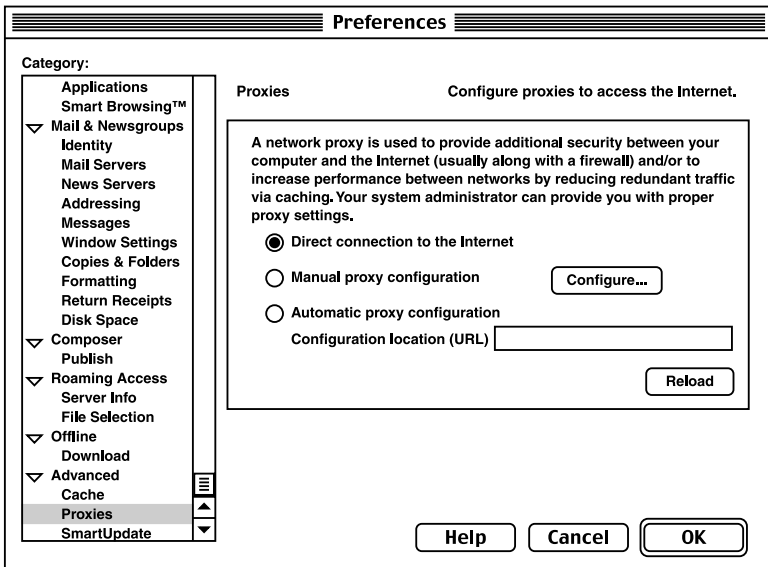 Preferences
Category:
Applications
Smart Browsing™
Mail & Newsgroups
Identity
Mail Servers
News Servers
Addressing
Messages
Window Settings
Copies & Folders
Formatting
Return Receipts
Disk Space
Composer
Publish
Roaming Access
Server Info
File Selection
Offline
Download
Advanced
Cache
Proxies
SmartUpdate
Proxies Configure proxies to access the Internet.
A network proxy is used to provide additional security between your
computer and the Internet (usually along with a firewall) and/or to
increase performance between networks by reducing redundant traffic
via caching. Your system administrator can provide you with proper
proxy settings.
Direct connection to the Internet
Manual proxy configuration Configure...
Automatic proxy configuration
Configuration location (URL)
Reload
Help Cancel OK